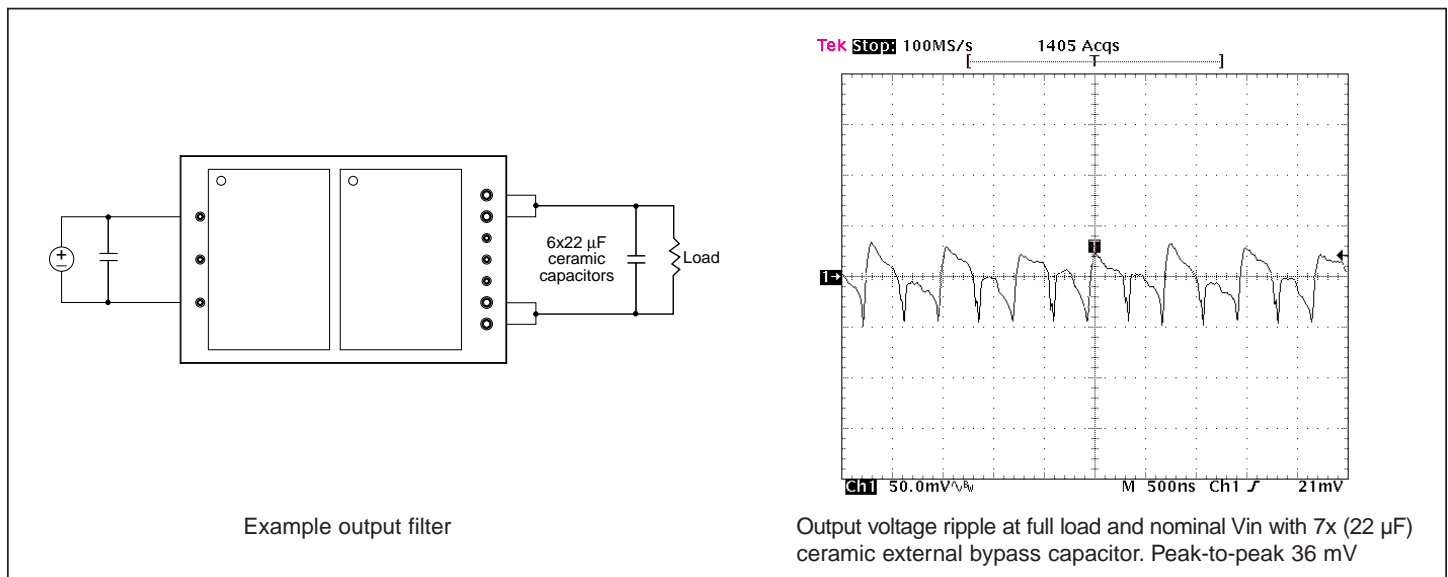 Tek Stop: 100MS/s 1405 Acqs
[ T ]
6x22 µF
ceramic
capacitors
Load
T
1
Ch1 50.0mV∿BW M 500ns Ch1 ƒ 21mV
Example output filter
Output voltage ripple at full load and nominal Vin with 7x (22 µF)
ceramic external bypass capacitor. Peak-to-peak 36 mV